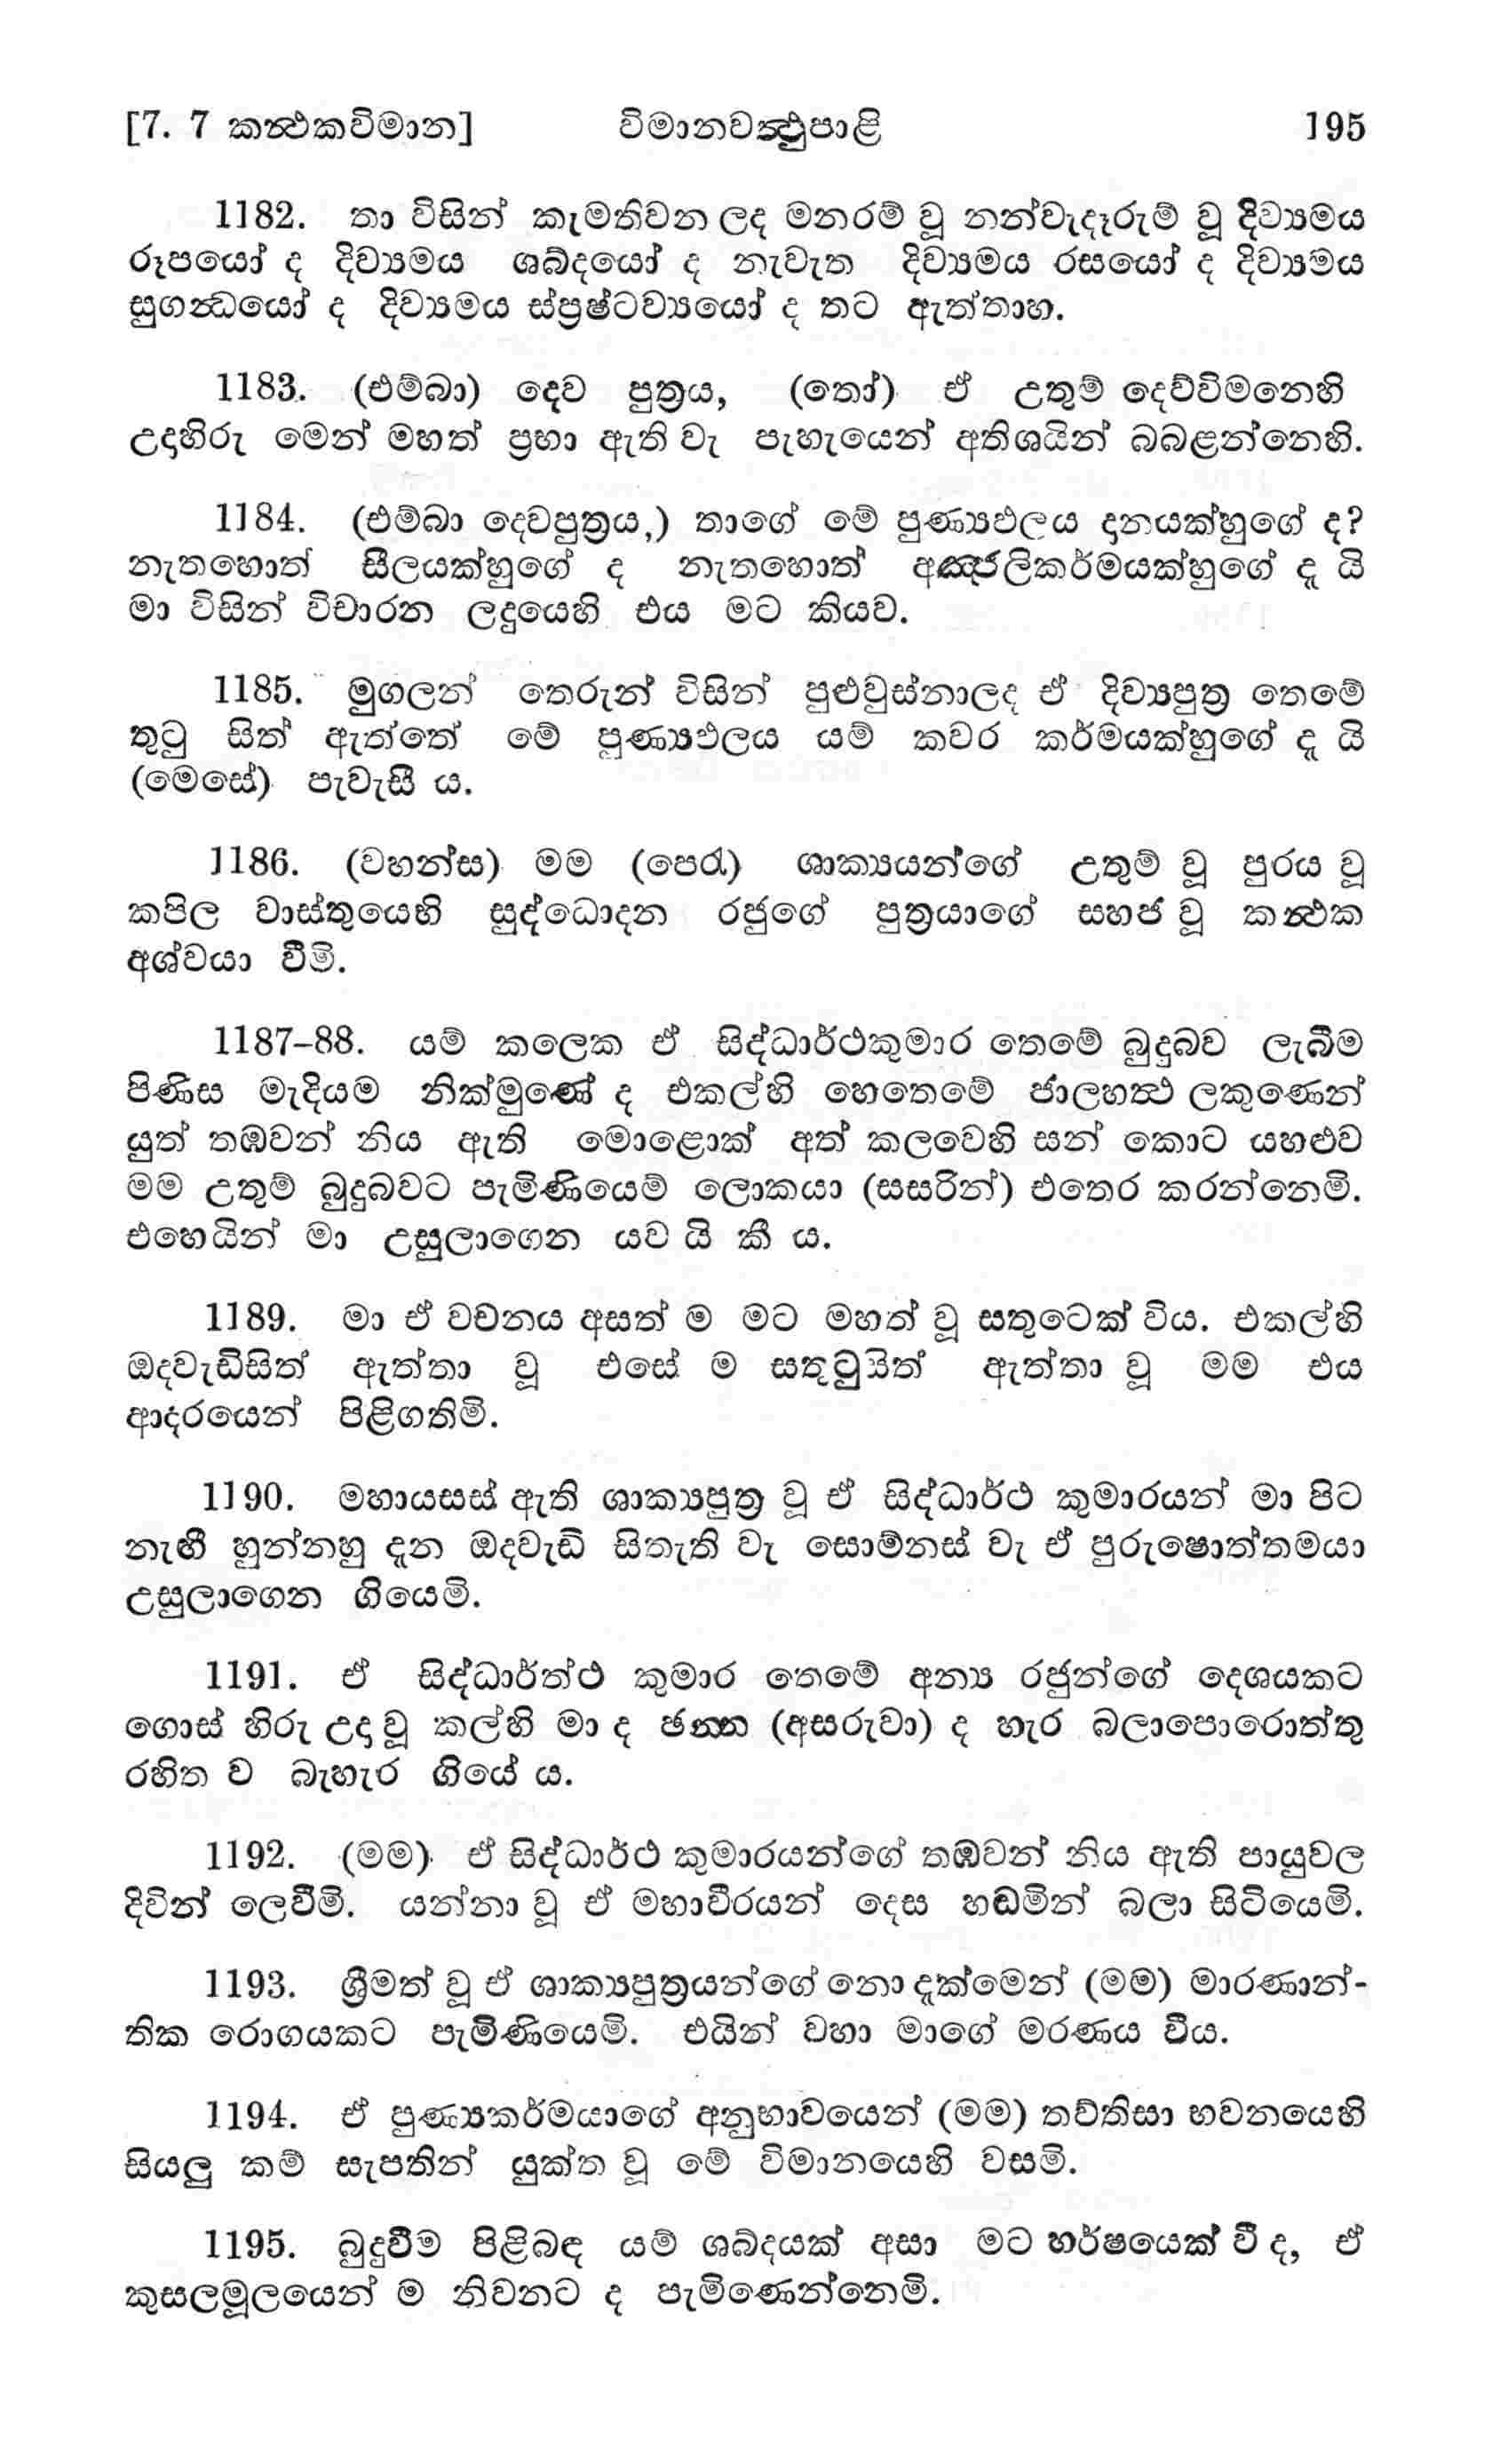 [7. 7 කන්‍ථකවිමාන] විමානවත්‍ථුපාළි 195
1182. තා විසින් කැමතිවන ලද මනරම් වූ නන්වැදෑරුම් වූ දිව්‍යමය
රූපයෝ ද දිව්‍යමය ශබ්දයෝ ද නැවැත දිව්‍යමය රසයෝ ද දිව්‍යමය
සුගන්‍ධයෝ ද දිව්‍යමය ස්ප්‍රෂ්ටව්‍යයෝ ද තට ඇත්තාහ.
1183. (එම්බා) දෙව පුත්‍රය, (තෝ) ඒ උතුම් දෙව්විමනෙහි
උදාහිරු මෙන් මහත් ප්‍රභා ඇති වැ පැහැයෙන් අතිශයින් බබළන්නෙහි.
1184. (එම්බා දෙවපුත්‍රය,) තාගේ මේ පුණ්‍යඵලය දානයක්හුගේ ද?
නැතහොත් සීලයක්හුගේ ද නැතහොත් අඤ්ජලිකර්මයක්හුගේ දැ යි
මා විසින් විචාරන ලදුයෙහි එය මට කියව.
1185. මුගලන් තෙරුන් විසින් පුළුවුස්නාලද ඒ දිව්‍යපුත්‍ර තෙමේ
තුටු සිත් ඇත්තේ මේ පුණ්‍යඵලය යම් කවර කර්මයක්හුගේ දැ යි
(මෙසේ) පැවැසී ය.
1186. (වහන්ස) මම (පෙර) ශාක්‍යයන්ගේ උතුම් වූ පුරය වූ
කපිල වාස්තුයෙහි සුද්ධොදන රජුගේ පුත්‍රයාගේ සහජ වූ කන්‍ථක
අශ්වයා වීමි.
1187–88. යම් කලෙක ඒ සිද්ධාර්ථකුමාර තෙමේ බුදුබව ලැබීම
පිණිස මැදියම නික්මුණේ ද එකල්හි හෙතෙමේ ජාලහත්‍ථ ලකුණෙන්
යුත් තඹවන් නිය ඇති මොළොක් අත් කලවෙහි සන් කොට යහළුව
මම උතුම් බුදුබවට පැමිණියෙම් ලොකයා (සසරින්) එතෙර කරන්නෙමි.
එහෙයින් මා උසුලාගෙන යව යි කී ය.
1189. මා ඒ වචනය අසත් ම මට මහත් වූ සතුටෙක් විය. එකල්හි
ඔදවැඩිසිත් ඇත්තා වූ එසේ ම සතුටුසිත් ඇත්තා වූ මම එය
ආදරයෙන් පිළිගතිමි.
1190. මහායසස් ඇති ශාක්‍යපුත්‍ර වූ ඒ සිද්ධාර්ථ කුමාරයන් මා පිට
නැඟී හුන්නහු දැන ඔදවැඩි සිතැති වැ සොම්නස් වැ ඒ පුරුෂොත්තමයා
උසුලාගෙන ගියෙමි.
1191. ඒ සිද්ධාර්ත්ථ කුමාර තෙමේ අන්‍ය රජුන්ගේ දෙශයකට
ගොස් හිරු උදාවූ කල්හි මා ද ඡන්න (අසරුවා) ද හැර බලාපොරොත්තු
රහිත ව බැහැර ගියේ ය.
1192. (මම) ඒ සිද්ධාර්ථ කුමාරයන්ගේ තඹවන් නිය ඇති පායුවල
දිවින් ලෙවීමි. යන්නා වූ ඒ මහාවීරයන් දෙස හඬමින් බලා සිටියෙමි.
1193. ශ්‍රීමත් වූ ඒ ශාක්‍යපුත්‍රයන්ගේ නො දැක්මෙන් (මම) මාරණාන්-
තික රොගයකට පැමිණියෙමි. එයින් වහා මාගේ මරණය වීය.
1194. ඒ පුණ්‍යකර්මයාගේ අනුභාවයෙන් (මම) තව්තිසා භවනයෙහි
සියලු කම් සැපතින් යුක්ත වූ මේ විමානයෙහි වසමි.
1195. බුදුවීම පිළිබඳ යම් ශබ්දයක් අසා මට හර්ෂයෙක් වී ද, ඒ
කුසලමූලයෙන් ම නිවනට ද පැමිණෙන්නෙමි.